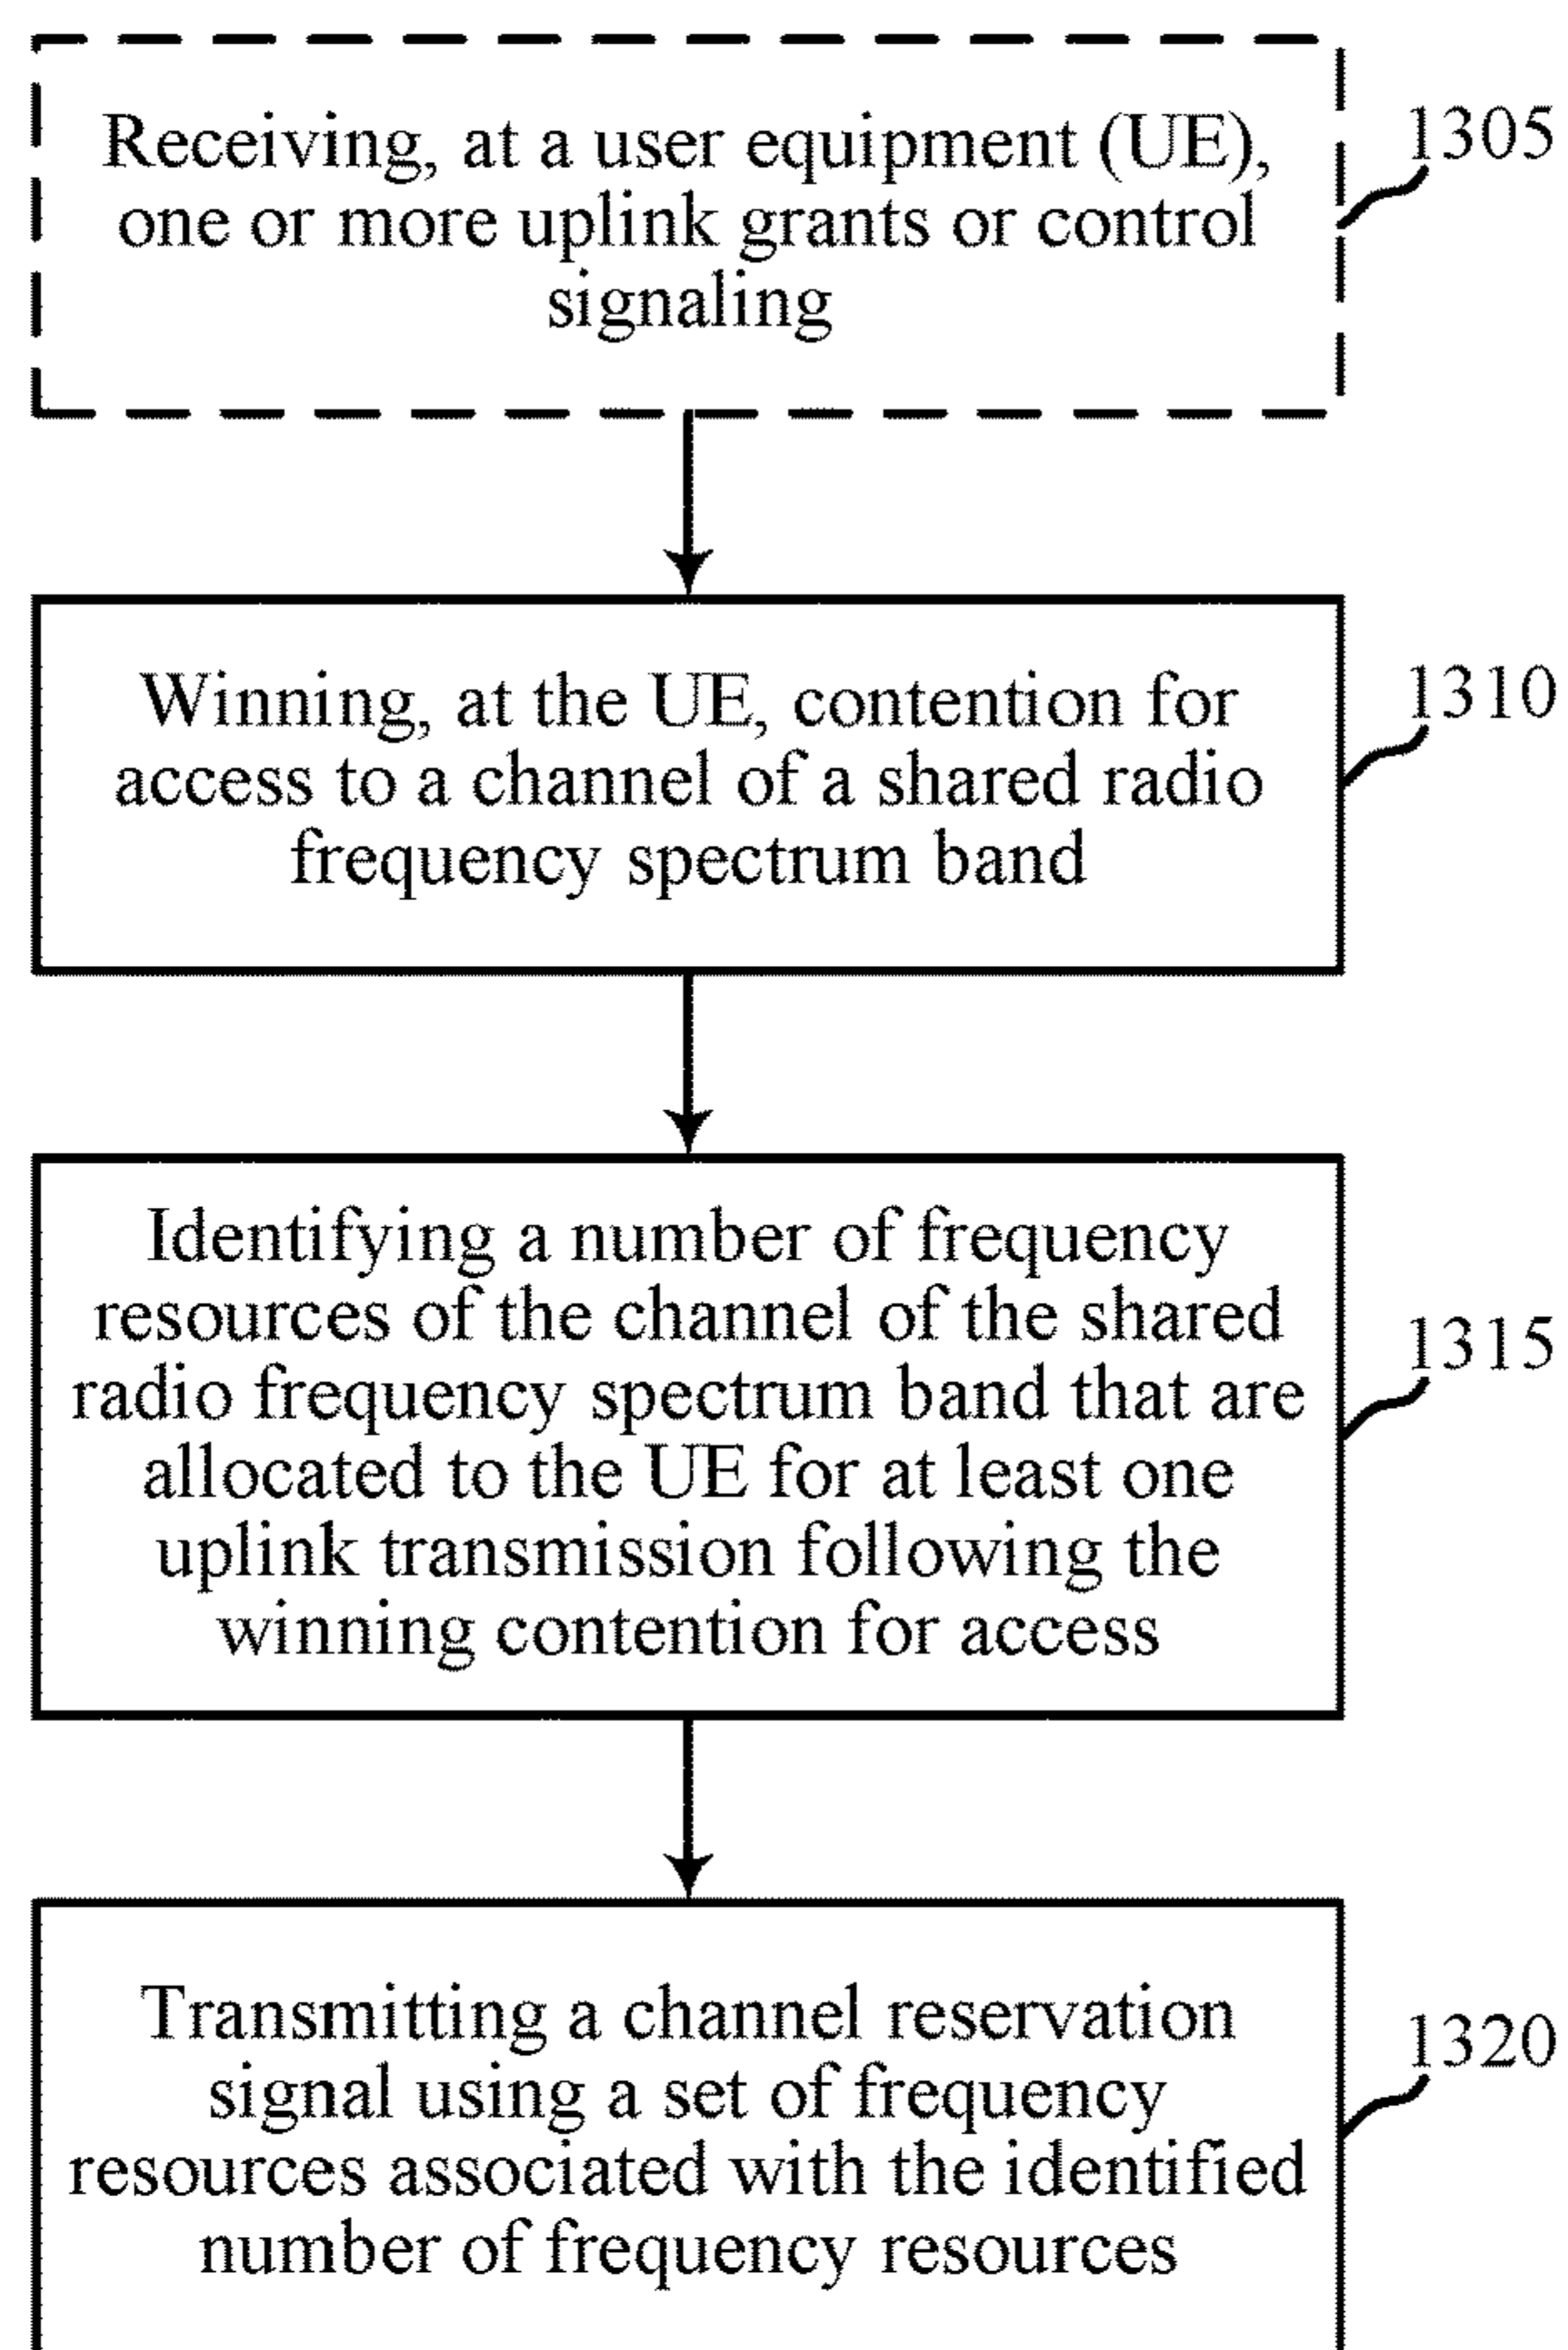 Receiving, at a user equipment (UE),
one or more uplink grants or control
signaling
1305
Winning, at the UE, contention for
access to a channel of a shared radio
frequency spectrum band
1310
Identifying a number of frequency
resources of the channel of the shared
radio frequency spectrum band that are
allocated to the UE for at least one
uplink transmission following the
winning contention for access
1315
Transmitting a channel reservation
signal using a set of frequency
resources associated with the identified
number of frequency resources
1320